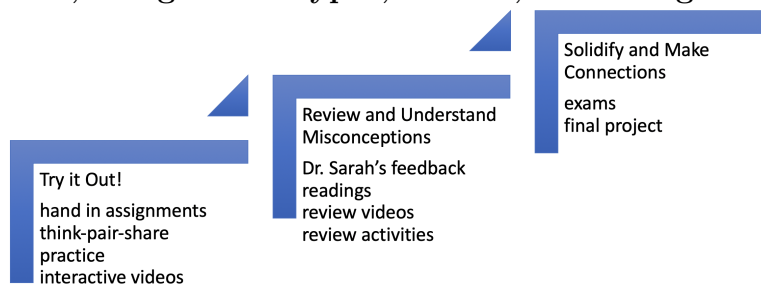 Try it Out!
hand in assignments
think-pair-share
practice
interactive videos
Review and Understand
Misconceptions
Dr. Sarah's feedback
readings
review videos
review activities
Solidify and Make
Connections
exams
final project